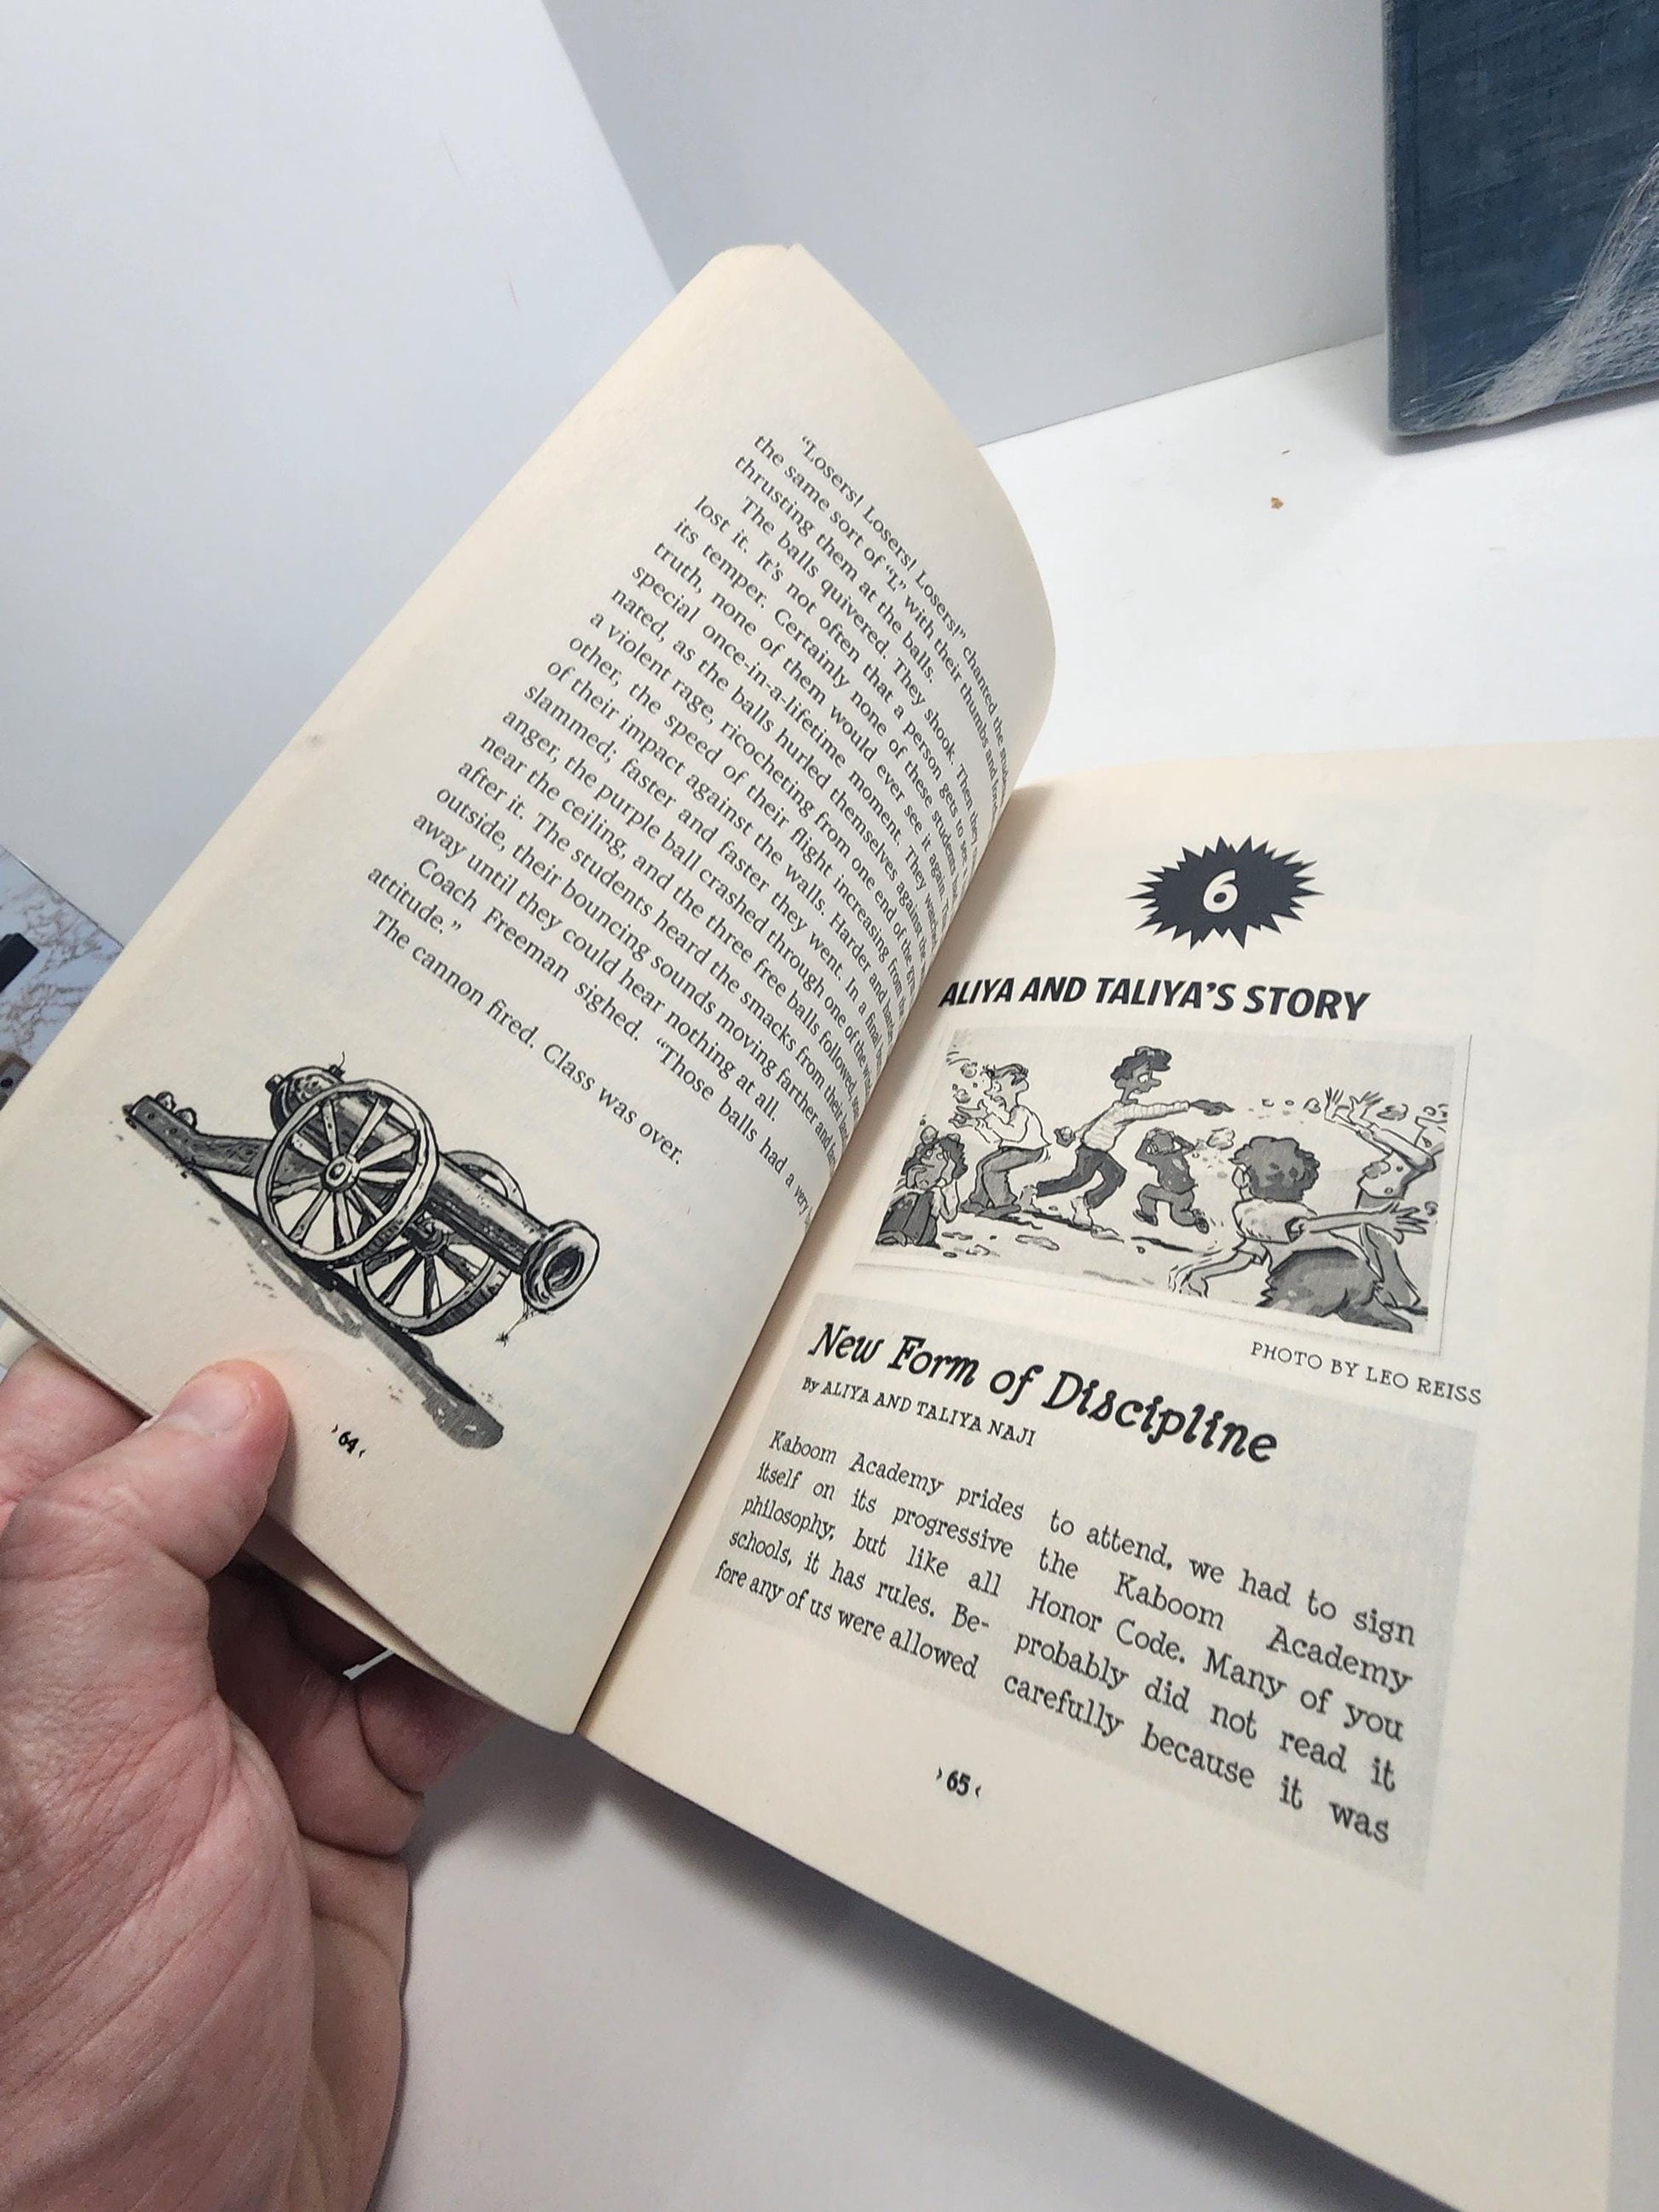 “Losers! Losers! Losers!” chanted the
the same sort of “L” with their thumbs and
thrusting them at the balls.
The balls quivered. They shook. Then they
lost it. It’s not often that a person gets to see
its temper. Certainly none of these students
truth, none of them would ever see it again.
special once-in-a-lifetime moment. They watched
nated, as the balls hurled themselves against the
a violent rage, ricocheting from one end of the
other, the speed of their flight increasing from the
of their impact against the walls. Harder and harder
slammed; faster and faster they went. In a final
anger, the purple ball crashed through one of the
near the ceiling, and the three free balls followed
after it. The students heard the smacks from their
outside, their bouncing sounds moving farther and
away until they could hear nothing at all.
Coach Freeman sighed. “Those balls had a very
attitude.”
The cannon fired. Class was over.
›64‹
6
ALIYA AND TALIYA’S STORY
PHOTO BY LEO REISS
New Form of Discipline
By ALIYA AND TALIYA NAJI
Kaboom Academy prides
itself on its progressive
philosophy, but like all
schools, it has rules. Be-
fore any of us were allowed
to attend, we had to sign
the Kaboom Academy
Honor Code. Many of you
probably did not read it
carefully because it was
›65‹